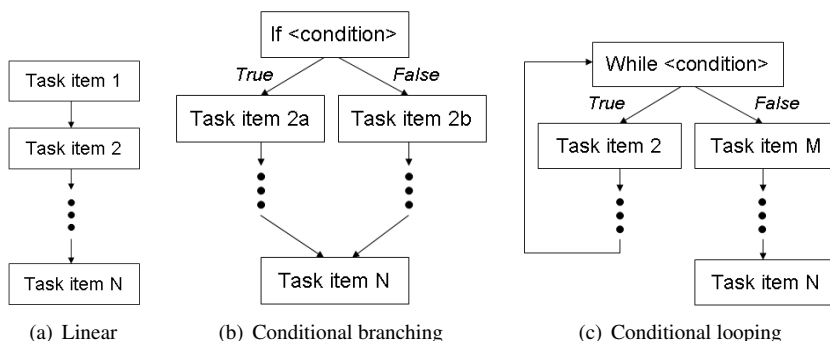 Task item 1
Task item 2
Task item N
(a) Linear
If <condition>
True
False
Task item 2a
Task item 2b
Task item N
(b) Conditional branching
While <condition>
True
False
Task item 2
Task item M
Task item N
(c) Conditional looping